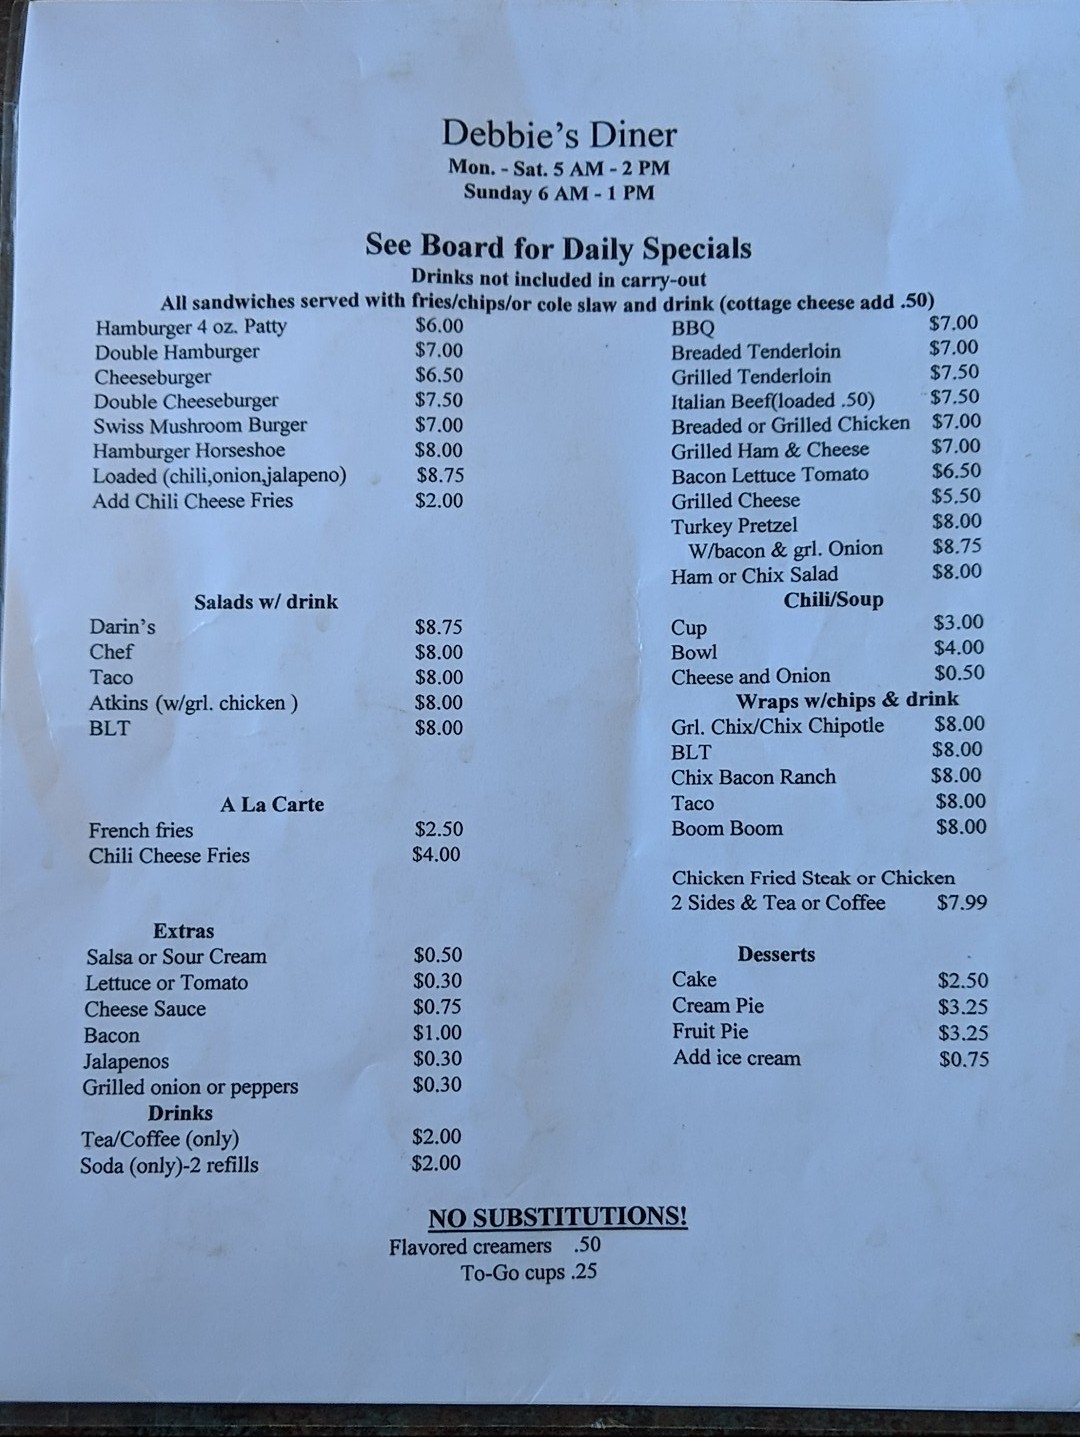 Debbie's Diner
Mon. - Sat. 5 AM - 2 PM
Sunday 6 AM - 1 PM
See Board for Daily Specials
Drinks not included in carry-out
All sandwiches served with fries/chips/or cole slaw and drink (cottage cheese add .50)
Hamburger 4 oz. Patty $6.00
Double Hamburger $7.00
Cheeseburger $6.50
Double Cheeseburger $7.50
Swiss Mushroom Burger $7.00
Hamburger Horseshoe $8.00
Loaded (chili,onion,jalapeno) $8.75
Add Chili Cheese Fries $2.00
Salads w/ drink
Darin's $8.75
Chef $8.00
Taco $8.00
Atkins (w/grl. chicken ) $8.00
BLT $8.00
A La Carte
French fries $2.50
Chili Cheese Fries $4.00
Extras
Salsa or Sour Cream $0.50
Lettuce or Tomato $0.30
Cheese Sauce $0.75
Bacon $1.00
Jalapenos $0.30
Grilled onion or peppers $0.30
Drinks
Tea/Coffee (only) $2.00
Soda (only)-2 refills $2.00
BBQ $7.00
Breaded Tenderloin $7.00
Grilled Tenderloin $7.50
Italian Beef(loaded .50) $7.50
Breaded or Grilled Chicken $7.00
Grilled Ham & Cheese $7.00
Bacon Lettuce Tomato $6.50
Grilled Cheese $5.50
Turkey Pretzel $8.00
W/bacon & grl. Onion $8.75
Ham or Chix Salad $8.00
Chili/Soup
Cup $3.00
Bowl $4.00
Cheese and Onion $0.50
Wraps w/chips & drink
Grl. Chix/Chix Chipotle $8.00
BLT $8.00
Chix Bacon Ranch $8.00
Taco $8.00
Boom Boom $8.00
Chicken Fried Steak or Chicken
2 Sides & Tea or Coffee $7.99
Desserts
Cake $2.50
Cream Pie $3.25
Fruit Pie $3.25
Add ice cream $0.75
NO SUBSTITUTIONS!
Flavored creamers .50
To-Go cups .25